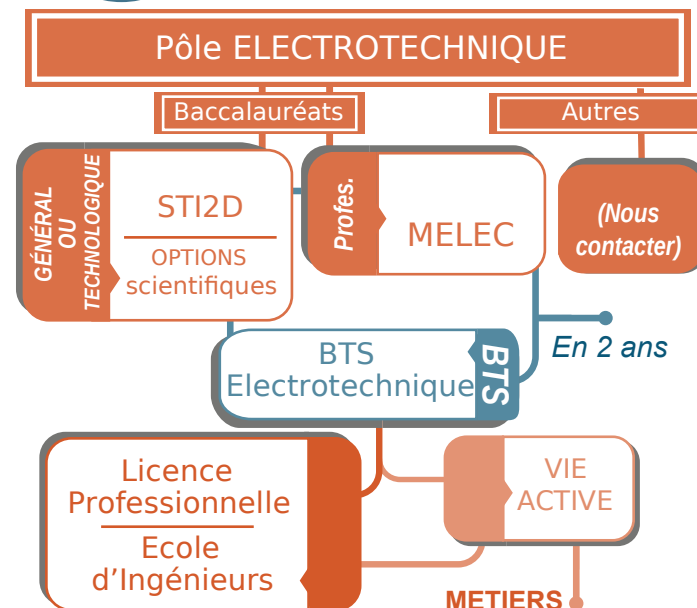 Pôle ELECTROTECHNIQUE
Baccalauréats
Autres
GÉNÉRAL
OU
TECHNOLOGIQUE
STI2D
OPTIONS
scientifiques
Profes.
MELEC
(Nous
contacter)
BTS
Electrotechnique
BTS
En 2 ans
Licence
Professionnelle
Ecole
d’Ingénieurs
VIE
ACTIVE
METIERS